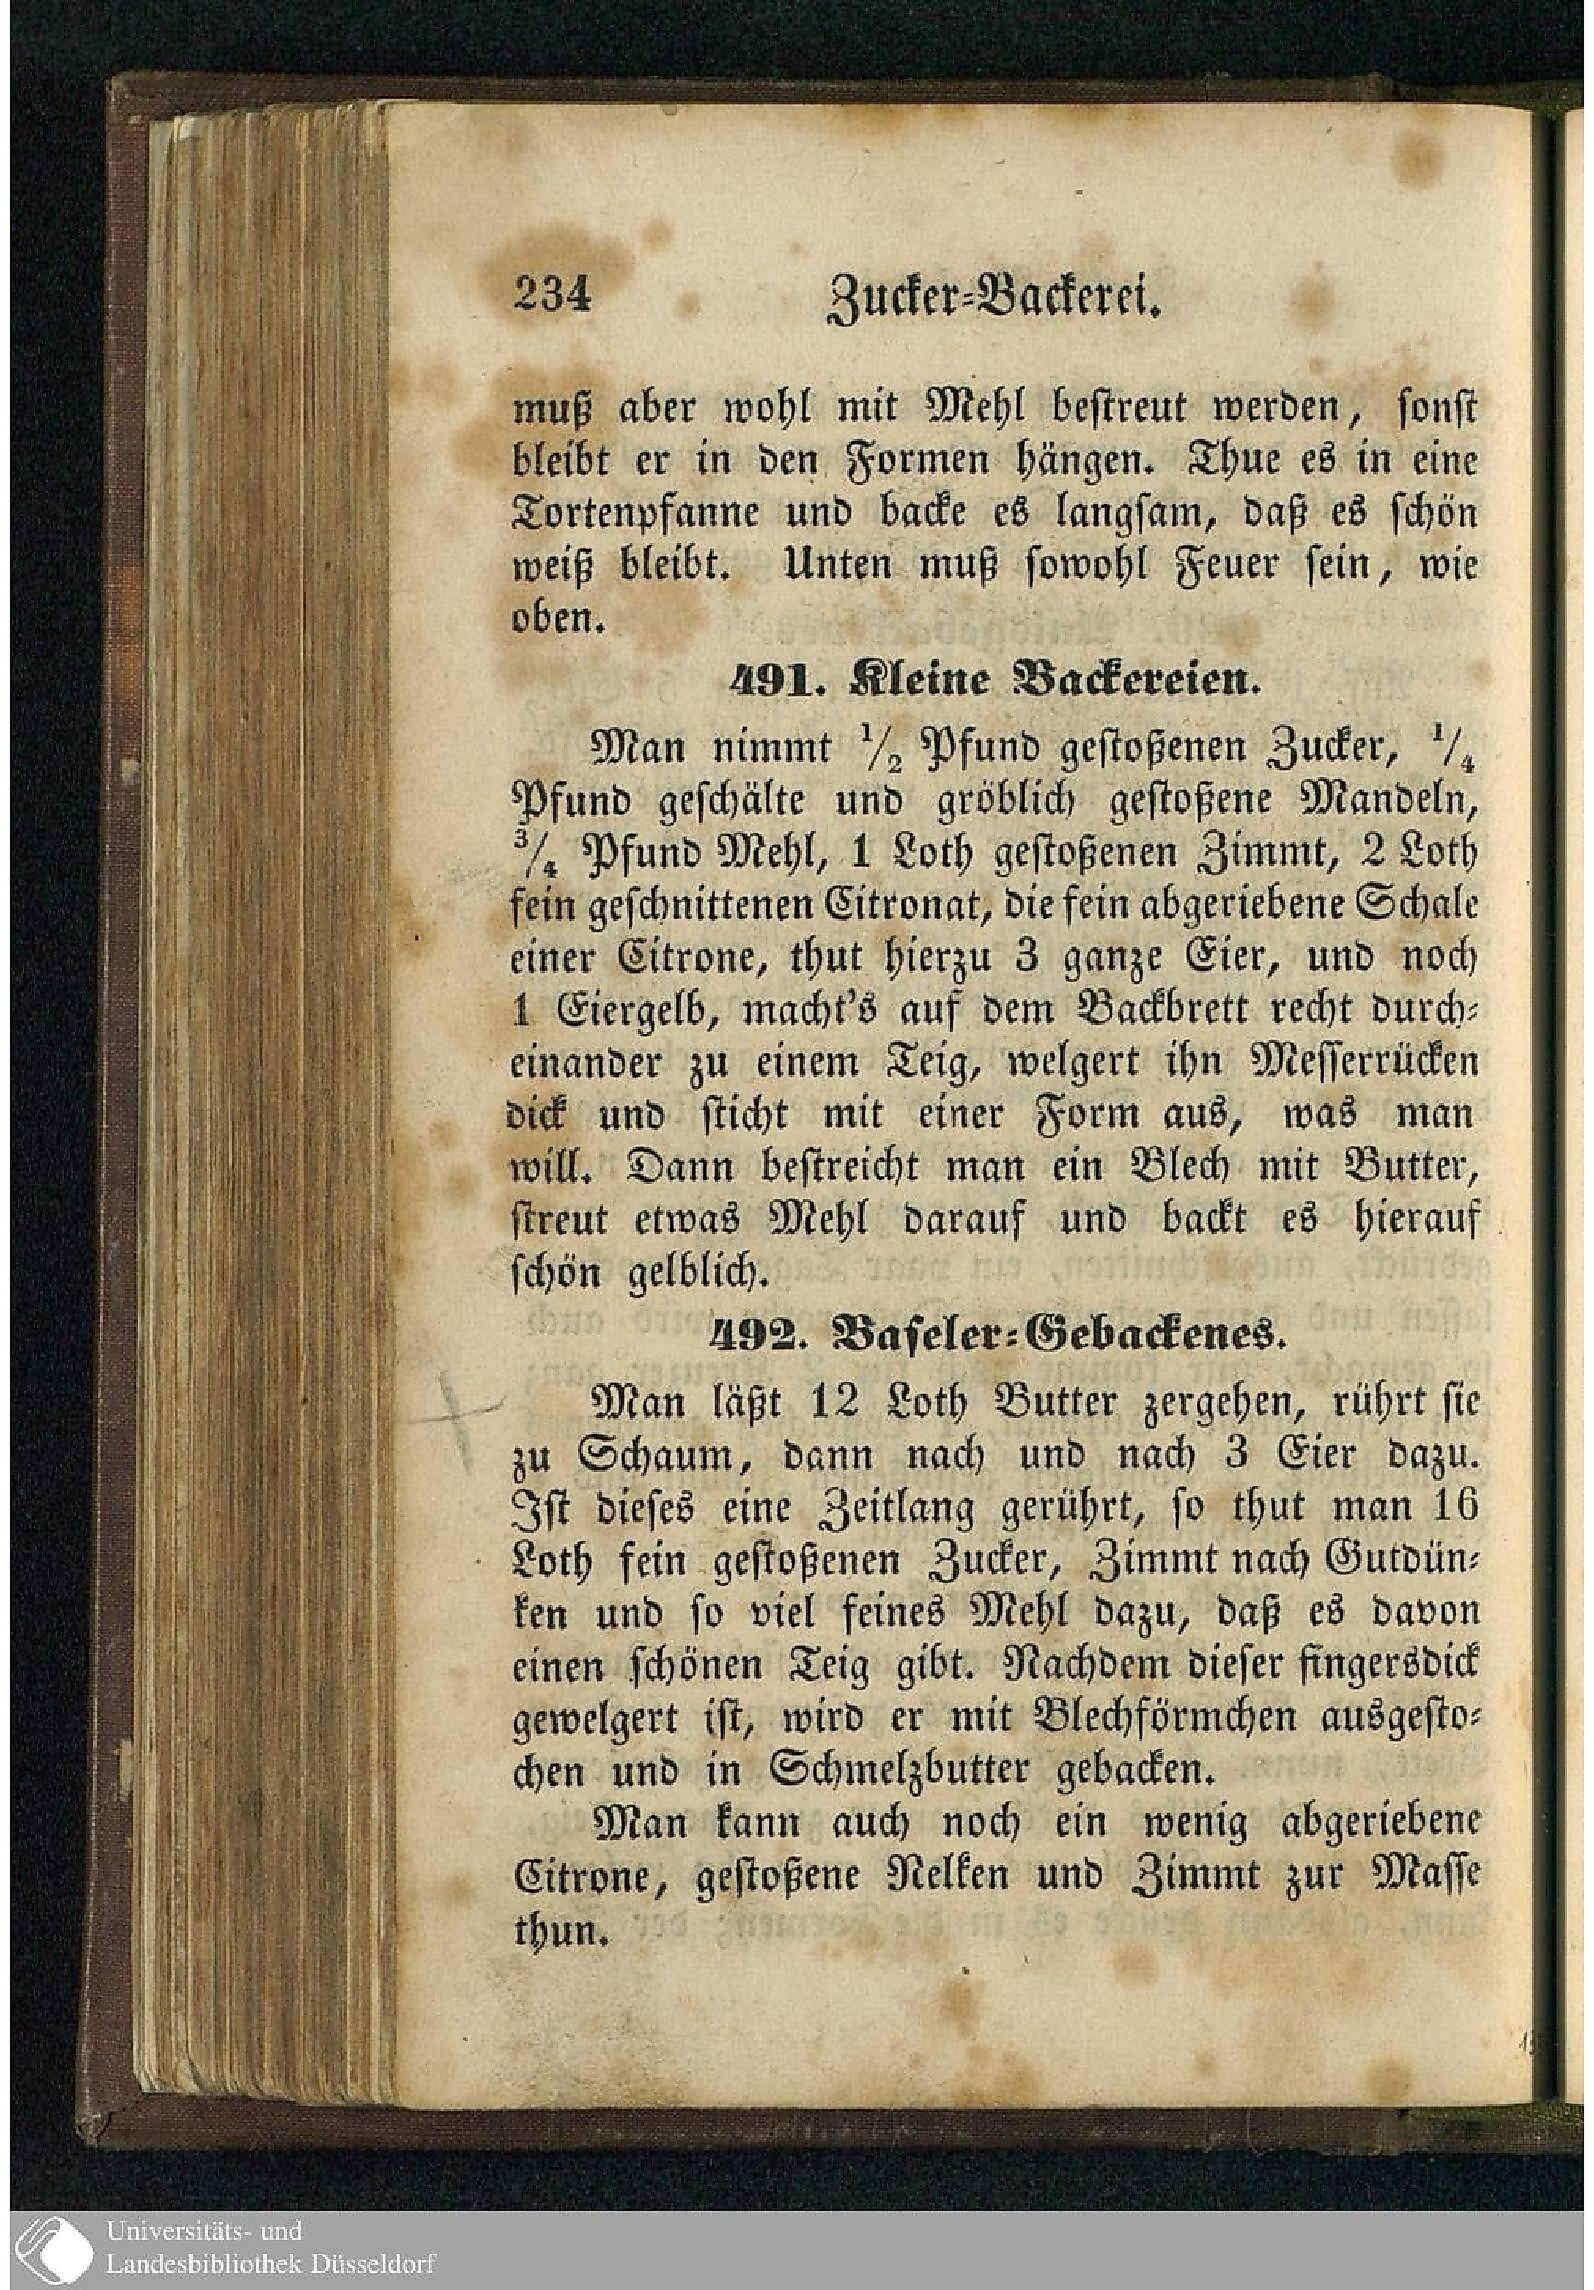 234 Zucker-Backerei.
muß aber wohl mit Mehl bestreut werden, sonst
bleibt er in den Formen hängen. Thue es in eine
Tortenpfanne und backe es langsam, daß es schön
weiß bleibt. Unten muß sowohl Feuer sein, wie
oben.
491. Kleine Backereien.
Man nimmt 1/2 Pfund gestoßenen Zucker, 1/4
Pfund geschälte und gröblich gestoßene Mandeln,
3/4 Pfund Mehl, 1 Loth gestoßenen Zimmt, 2 Loth
fein geschnittenen Citronat, die fein abgeriebene Schale
einer Citrone, thut hierzu 3 ganze Eier, und noch
1 Eiergelb, macht's auf dem Backbrett recht durch-
einander zu einem Teig, welgert ihn Messerrücken
dick und sticht mit einer Form aus, was man
will. Dann bestreicht man ein Blech mit Butter,
streut etwas Mehl darauf und backt es hierauf
schön gelblich.
492. Baseler-Gebackenes.
Man läßt 12 Loth Butter zergehen, rührt sie
zu Schaum, dann nach und nach 3 Eier dazu.
Ist dieses eine Zeitlang gerührt, so thut man 16
Loth fein gestoßenen Zucker, Zimmt nach Gutdün-
ken und so viel feines Mehl dazu, daß es davon
einen schönen Teig gibt. Nachdem dieser fingersdick
gewelgert ist, wird er mit Blechförmchen ausgesto-
chen und in Schmelzbutter gebacken.
Man kann auch noch ein wenig abgeriebene
Citrone, gestoßene Nelken und Zimmt zur Masse
thun.
Universitäts- und
Landesbibliothek Düsseldorf